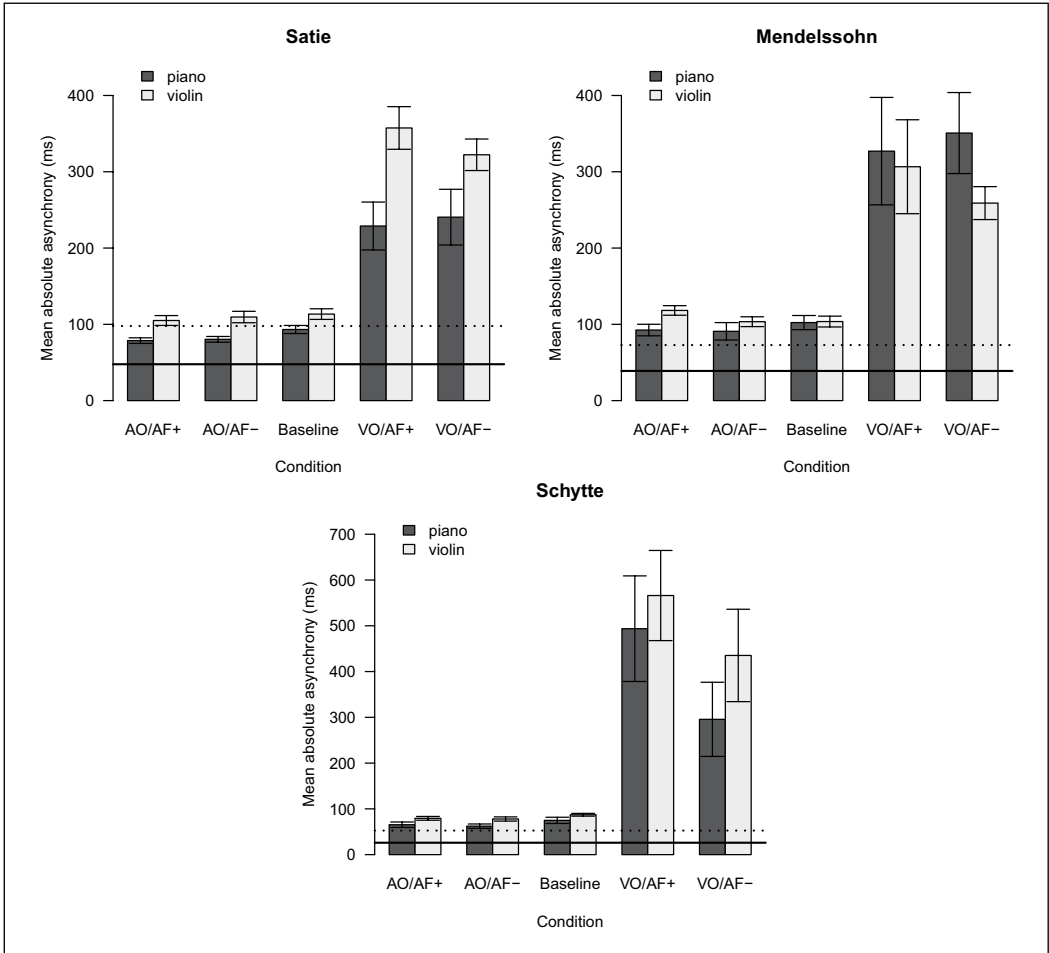 Satie
piano
violin
Mean absolute asynchrony (ms)
400
300
200
100
0
AO/AF+ AO/AF− Baseline VO/AF+ VO/AF−
Condition
Mendelssohn
piano
violin
Mean absolute asynchrony (ms)
400
300
200
100
0
AO/AF+ AO/AF− Baseline VO/AF+ VO/AF−
Condition
Schytte
piano
violin
Mean absolute asynchrony (ms)
700
600
500
400
300
200
100
0
AO/AF+ AO/AF− Baseline VO/AF+ VO/AF−
Condition